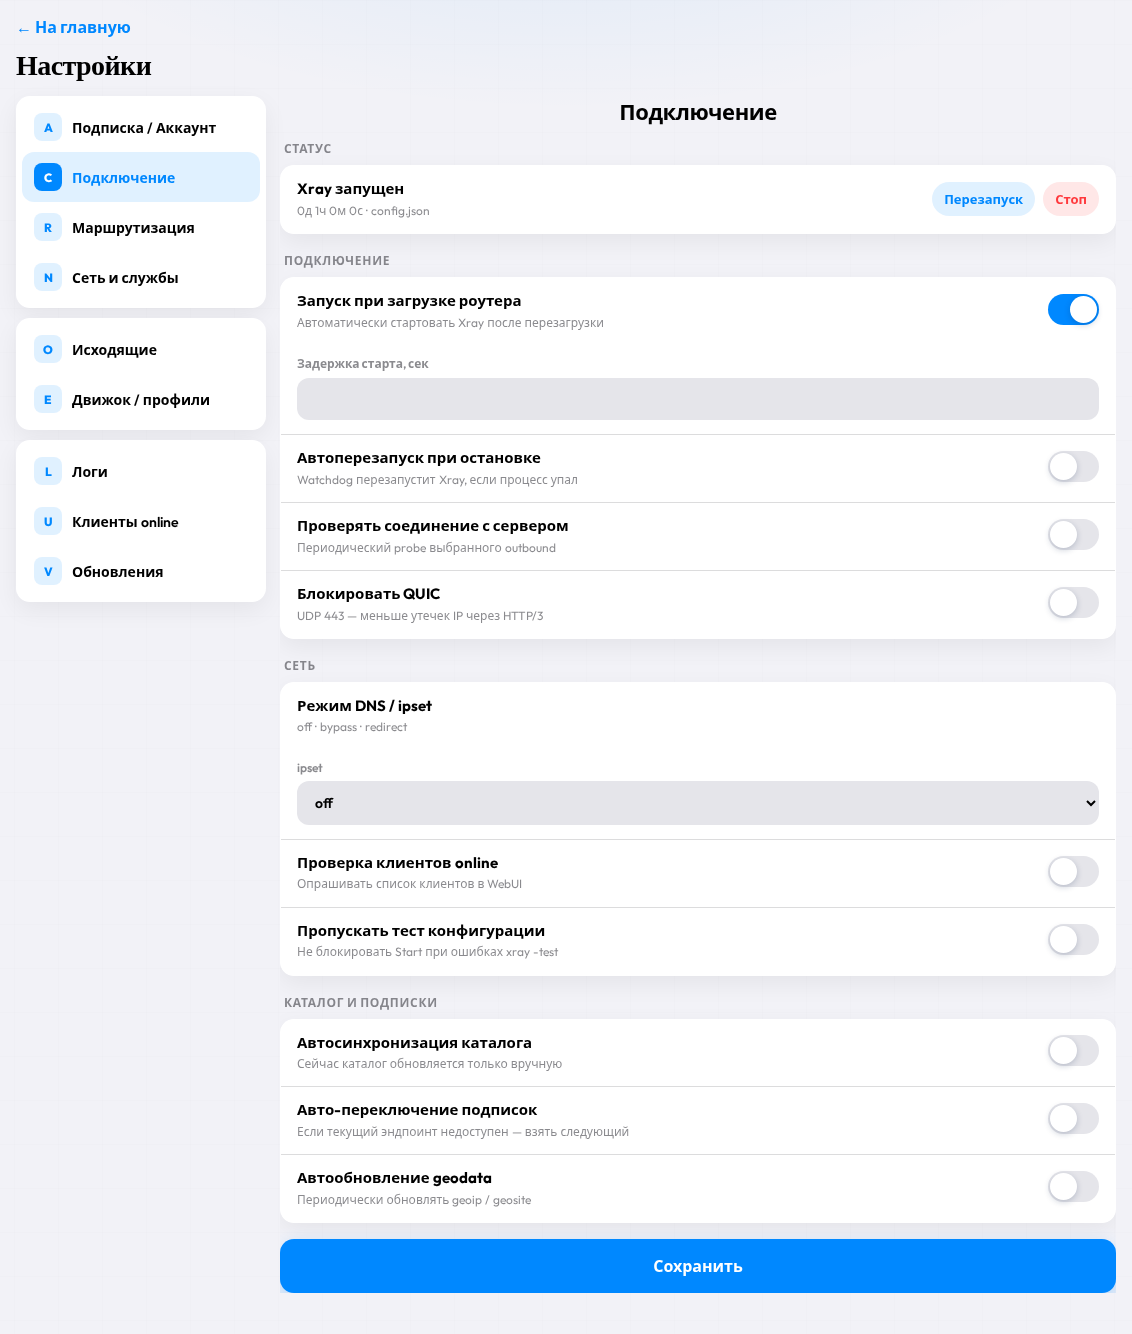 ← На главную
Настройки
A Подписка / Аккаунт
C Подключение
R Маршрутизация
N Сеть и службы
O Исходящие
E Движок / профили
L Логи
U Клиенты online
V Обновления
Подключение
СТАТУС
Xray запущен
0д 1ч 0м 0с · config.json
Перезапуск
Стоп
ПОДКЛЮЧЕНИЕ
Запуск при загрузке роутера
Автоматически стартовать Xray после перезагрузки
Задержка старта, сек
Автоперезапуск при остановке
Watchdog перезапустит Xray, если процесс упал
Проверять соединение с сервером
Периодический probe выбранного outbound
Блокировать QUIC
UDP 443 — меньше утечек IP через HTTP/3
СЕТЬ
Режим DNS / ipset
off · bypass · redirect
ipset
off
Проверка клиентов online
Опрашивать список клиентов в WebUI
Пропускать тест конфигурации
Не блокировать Start при ошибках xray -test
КАТАЛОГ И ПОДПИСКИ
Автосинхронизация каталога
Сейчас каталог обновляется только вручную
Авто-переключение подписок
Если текущий эндпоинт недоступен — взять следующий
Автообновление geodata
Периодически обновлять geoip / geosite
Сохранить